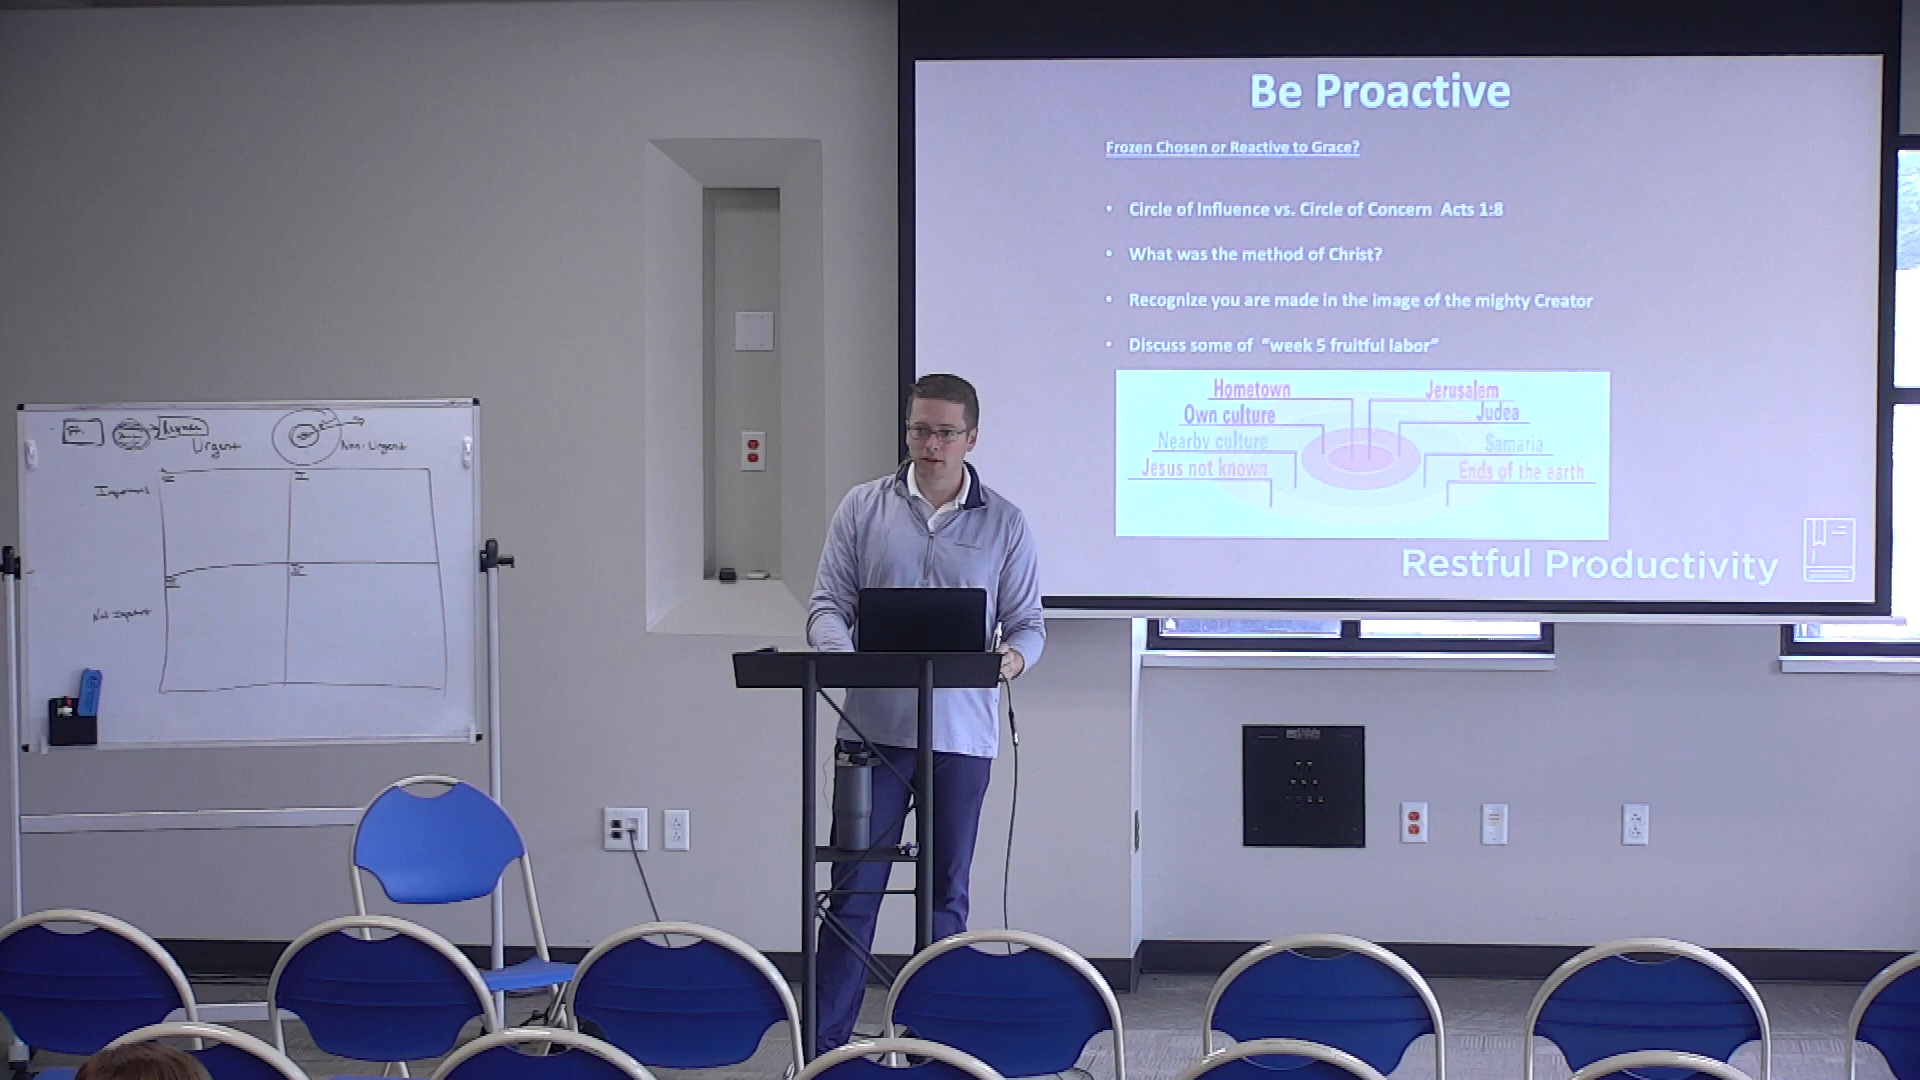 Be Proactive
Frozen Chosen or Reactive to Grace?
• Circle of Influence vs. Circle of Concern Acts 1:8
• What was the method of Christ?
• Recognize you are made in the image of the mighty Creator
• Discuss some of "week 5 fruitful labor"
Hometown
Own culture
Nearby culture
Jesus not known
Jerusalem
Judea
Samaria
Ends of the earth
Restful Productivity
Urgent
Non-Urgent
Important
I
Not Important